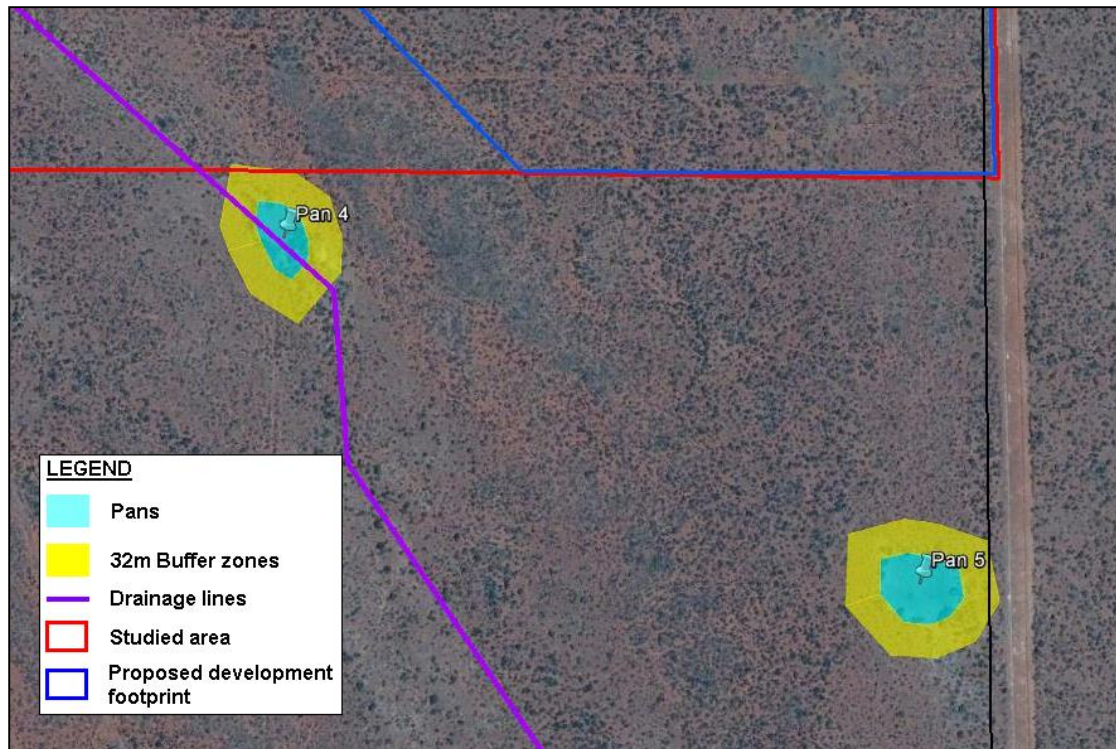 Pan 4
Pan 5
LEGEND
Pans
32m Buffer zones
Drainage lines
Studied area
Proposed development
footprint